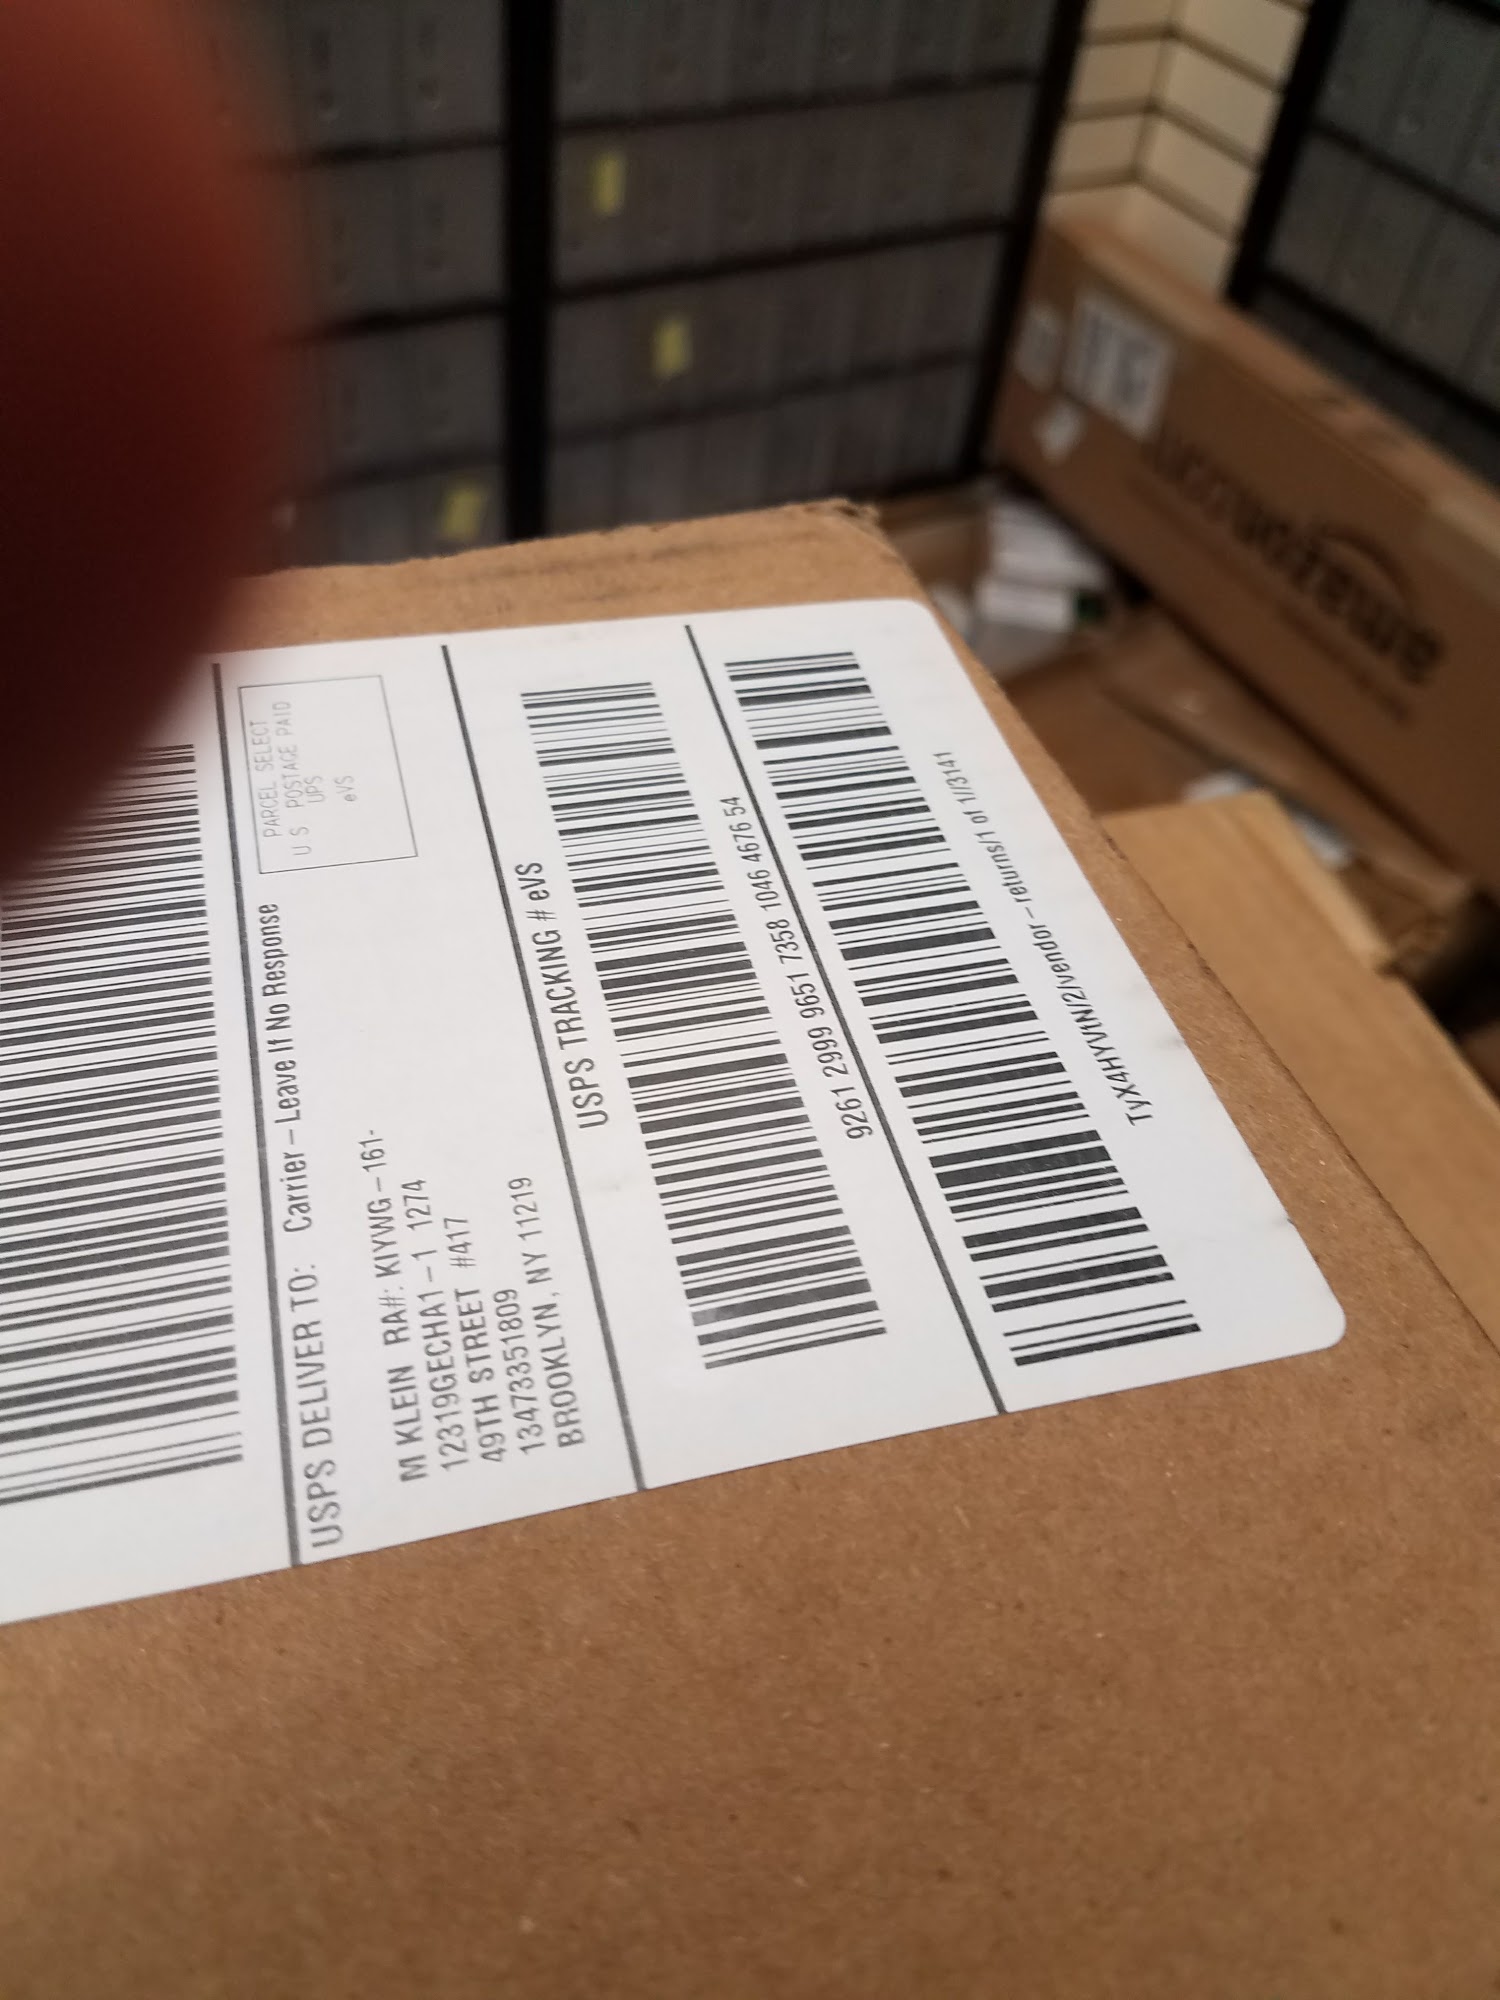 PARCEL SELECT
U S POSTAGE PAID
UPS
eVS
USPS DELIVER TO: Carrier – Leave If No Response
M KLEIN RA#: KIYWG – 161-
12319GECHA1 – 1 1274
49TH STREET #417
13473351809
BROOKLYN, NY 11219
USPS TRACKING # eVS
9261 2999 9651 7358 1046 4676 54
TvX4HYVtN/2/vendor – returns/1 of 1//3141